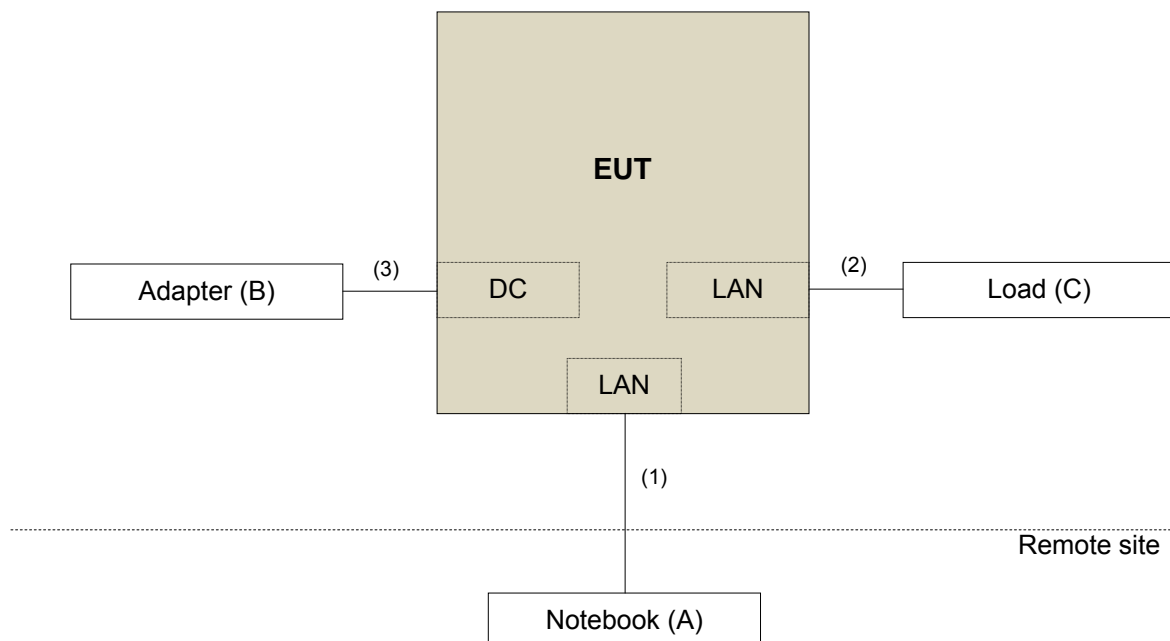 EUT
(3)
(2)
Adapter (B)
DC
LAN
Load (C)
LAN
(1)
Remote site
Notebook (A)